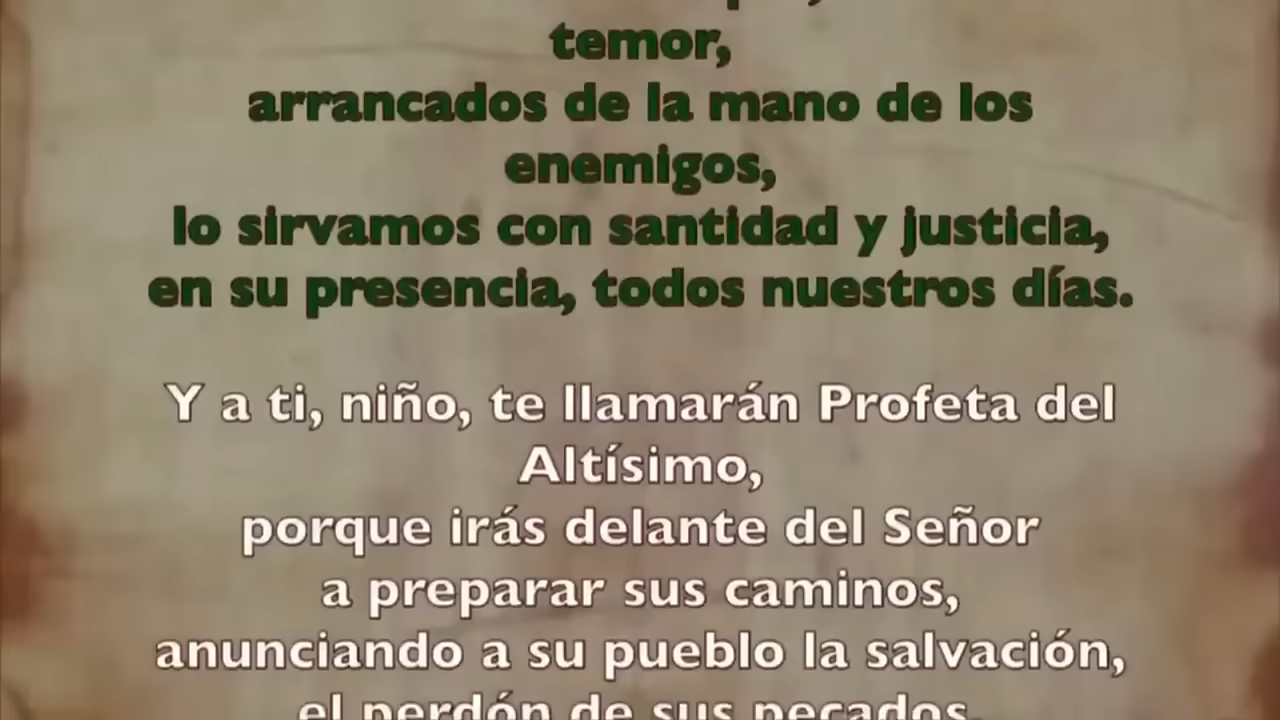 temor,
arrancados de la mano de los
enemigos,
lo sirvamos con santidad y justicia,
en su presencia, todos nuestros días.
Y a ti, niño, te llamarán Profeta del
Altísimo,
porque irás delante del Señor
a preparar sus caminos,
anunciando a su pueblo la salvación,
el perdón de sus pecados.